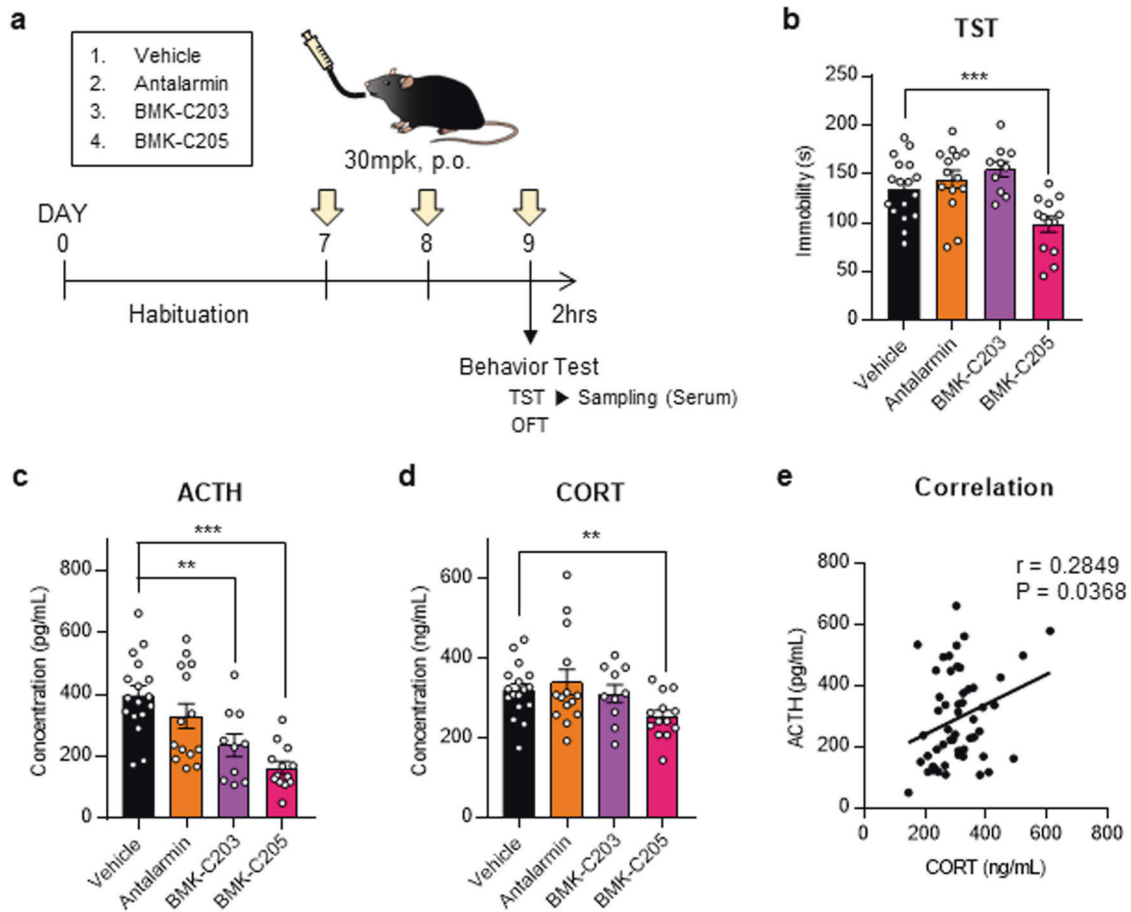 a
1. Vehicle
2. Antalarmin
3. BMK-C203
4. BMK-C205
30mpk, p.o.
DAY
0
7
8
9
Habituation
2hrs
Behavior Test
TST ▶ Sampling (Serum)
OFT
b
TST
***
Immobility (s)
250
200
150
100
50
0
Vehicle
Antalarmin
BMK-C203
BMK-C205
c
ACTH
***
**
Concentration (pg/mL)
800
600
400
200
0
Vehicle
Antalarmin
BMK-C203
BMK-C205
d
CORT
**
Concentration (ng/mL)
600
400
200
0
Vehicle
Antalarmin
BMK-C203
BMK-C205
e
Correlation
r = 0.2849
P = 0.0368
ACTH (pg/mL)
800
600
400
200
0
0 200 400 600 800
CORT (ng/mL)